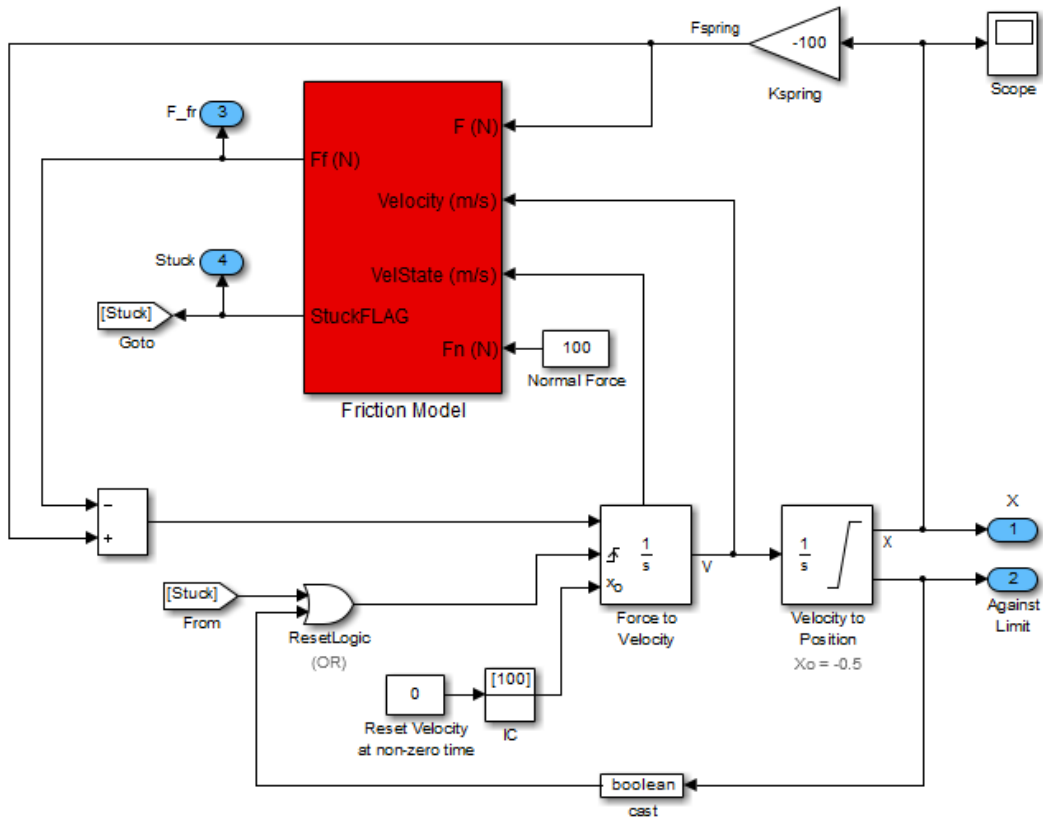 Fspring
-100
Kspring
Scope
F_fr
3
F (N)
Ff (N)
Velocity (m/s)
Stuck
4
VelState (m/s)
[Stuck]
Goto
StuckFLAG
Fn (N)
100
Normal Force
Friction Model
−
+
1
s
xo
V
Force to
Velocity
1
s
X
Velocity to
Position
Xo = -0.5
X
1
2
Against
Limit
[Stuck]
From
ResetLogic
(OR)
0
Reset Velocity
at non-zero time
[100]
IC
boolean
cast